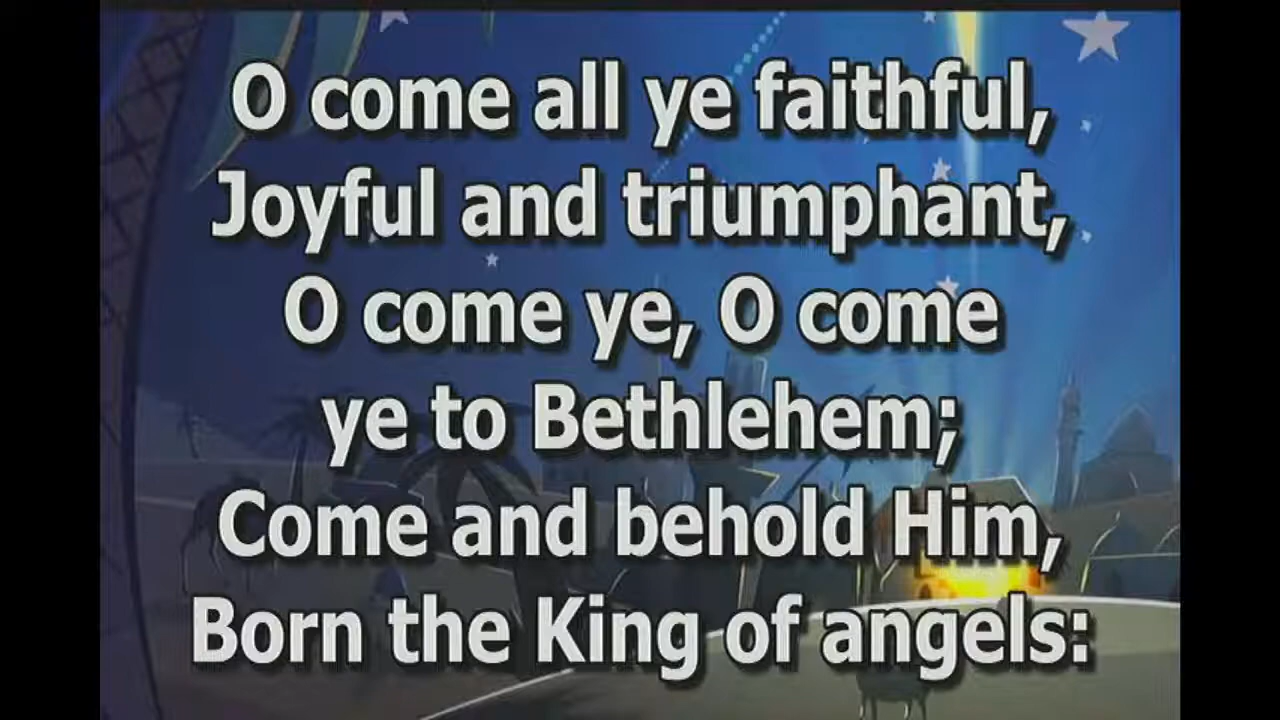 O come all ye faithful,
Joyful and triumphant,
O come ye, O come
ye to Bethlehem;
Come and behold Him,
Born the King of angels: